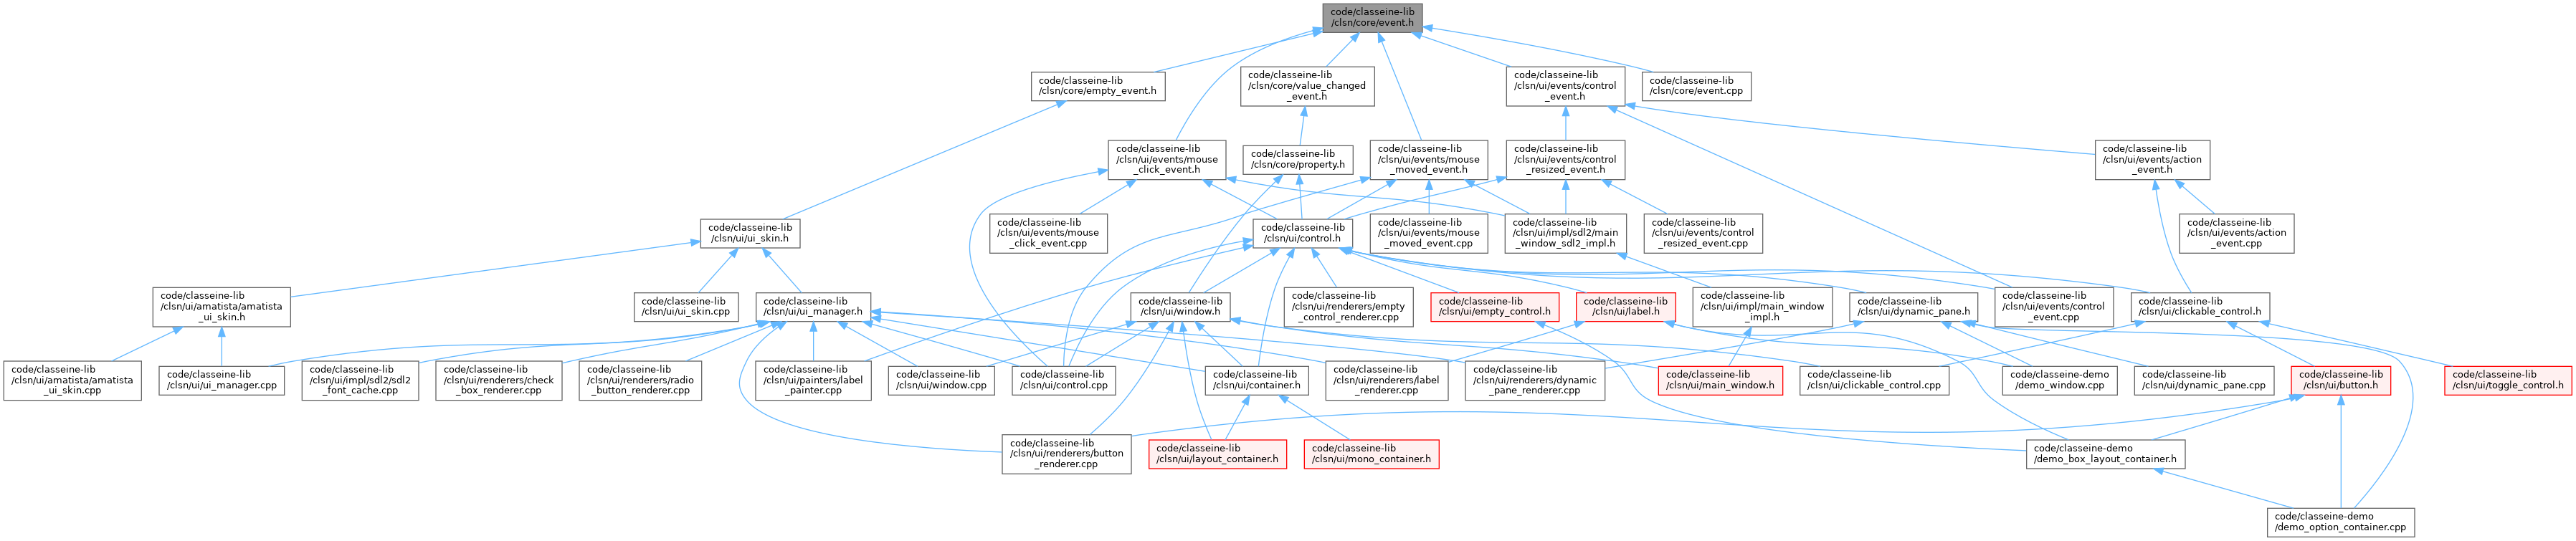 code/classeine-lib
/clsn/core/event.h
code/classeine-lib
/clsn/core/empty_event.h
code/classeine-lib
/clsn/core/value_changed
_event.h
code/classeine-lib
/clsn/ui/events/control
_event.h
code/classeine-lib
/clsn/core/event.cpp
code/classeine-lib
/clsn/ui/events/mouse
_click_event.h
code/classeine-lib
/clsn/core/property.h
code/classeine-lib
/clsn/ui/events/mouse
_moved_event.h
code/classeine-lib
/clsn/ui/events/control
_resized_event.h
code/classeine-lib
/clsn/ui/events/action
_event.h
code/classeine-lib
/clsn/ui/ui_skin.h
code/classeine-lib
/clsn/ui/events/mouse
_click_event.cpp
code/classeine-lib
/clsn/ui/control.h
code/classeine-lib
/clsn/ui/events/mouse
_moved_event.cpp
code/classeine-lib
/clsn/ui/impl/sdl2/main
_window_sdl2_impl.h
code/classeine-lib
/clsn/ui/events/control
_resized_event.cpp
code/classeine-lib
/clsn/ui/events/action
_event.cpp
code/classeine-lib
/clsn/ui/amatista/amatista
_ui_skin.h
code/classeine-lib
/clsn/ui/ui_skin.cpp
code/classeine-lib
/clsn/ui/ui_manager.h
code/classeine-lib
/clsn/ui/window.h
code/classeine-lib
/clsn/ui/renderers/empty
_control_renderer.cpp
code/classeine-lib
/clsn/ui/empty_control.h
code/classeine-lib
/clsn/ui/label.h
code/classeine-lib
/clsn/ui/impl/main_window
_impl.h
code/classeine-lib
/clsn/ui/dynamic_pane.h
code/classeine-lib
/clsn/ui/events/control
_event.cpp
code/classeine-lib
/clsn/ui/clickable_control.h
code/classeine-lib
/clsn/ui/amatista/amatista
_ui_skin.cpp
code/classeine-lib
/clsn/ui/ui_manager.cpp
code/classeine-lib
/clsn/ui/impl/sdl2/sdl2
_font_cache.cpp
code/classeine-lib
/clsn/ui/renderers/check
_box_renderer.cpp
code/classeine-lib
/clsn/ui/renderers/radio
_button_renderer.cpp
code/classeine-lib
/clsn/ui/painters/label
_painter.cpp
code/classeine-lib
/clsn/ui/window.cpp
code/classeine-lib
/clsn/ui/control.cpp
code/classeine-lib
/clsn/ui/container.h
code/classeine-lib
/clsn/ui/renderers/label
_renderer.cpp
code/classeine-lib
/clsn/ui/renderers/dynamic
_pane_renderer.cpp
code/classeine-lib
/clsn/ui/main_window.h
code/classeine-lib
/clsn/ui/clickable_control.cpp
code/classeine-demo
/demo_window.cpp
code/classeine-lib
/clsn/ui/dynamic_pane.cpp
code/classeine-lib
/clsn/ui/button.h
code/classeine-lib
/clsn/ui/toggle_control.h
code/classeine-lib
/clsn/ui/renderers/button
_renderer.cpp
code/classeine-lib
/clsn/ui/layout_container.h
code/classeine-lib
/clsn/ui/mono_container.h
code/classeine-demo
/demo_box_layout_container.h
code/classeine-demo
/demo_option_container.cpp